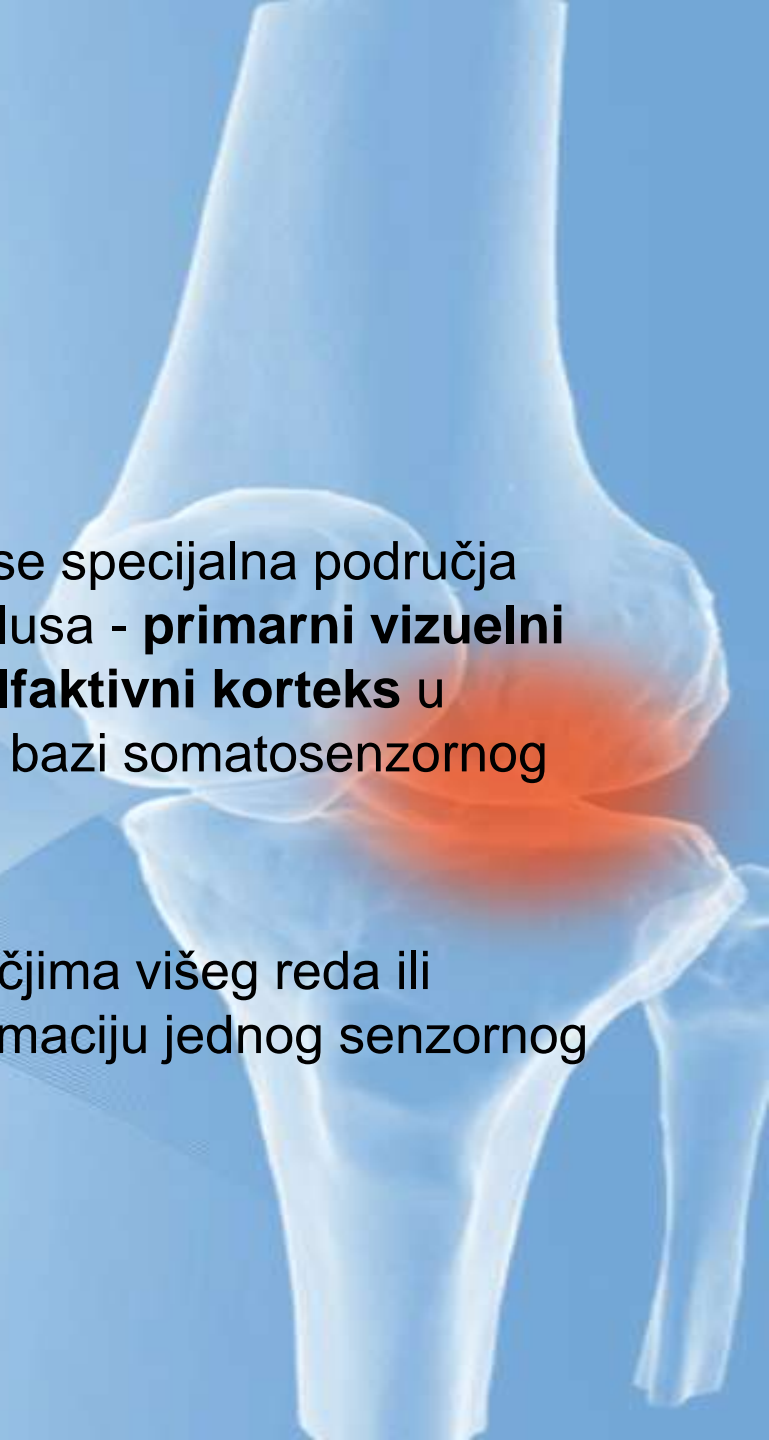 se specijalna područja
lusa - primarni vizuelni
lfaktivni korteks u
bazi somatosenzornog
čjima višeg reda ili
maciju jednog senzornog